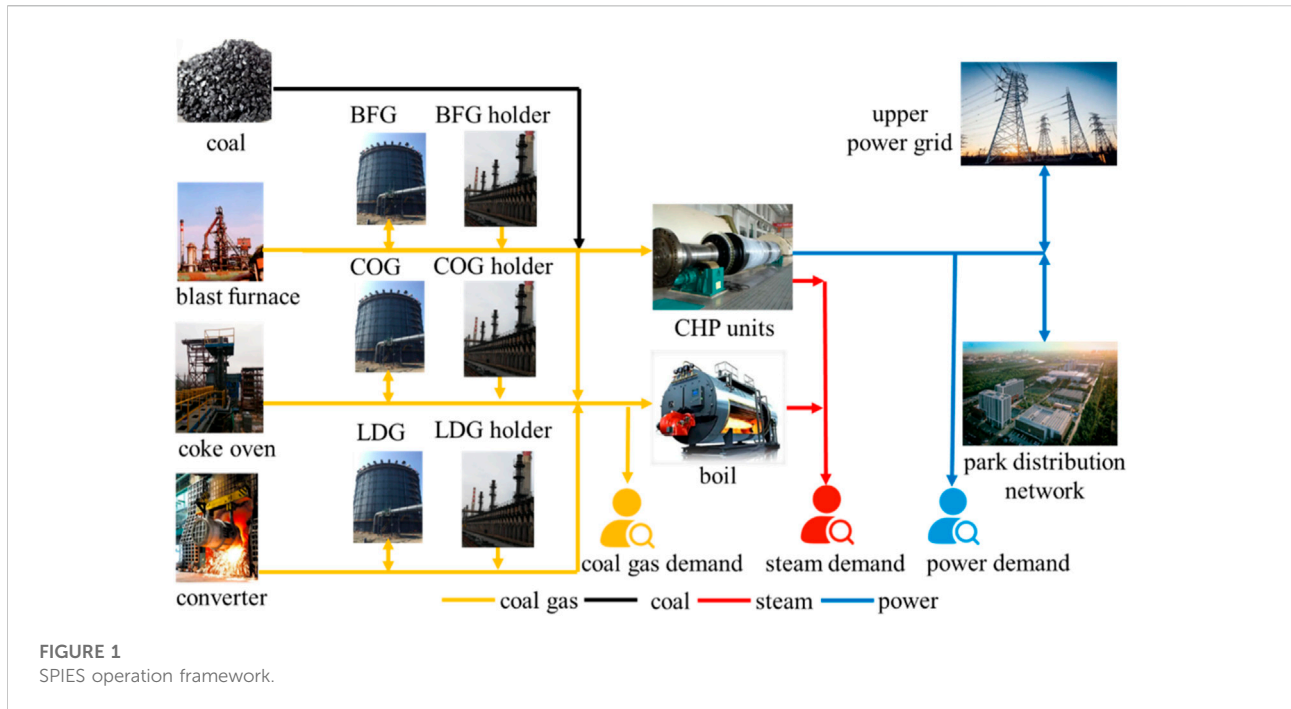 coal
BFG
BFG holder
upper
power grid
blast furnace
COG
COG holder
CHP units
coke oven
LDG
LDG holder
boil
park distribution
network
converter
coal gas demand
steam demand
power demand
coal gas
coal
steam
power
FIGURE 1
SPIES operation framework.